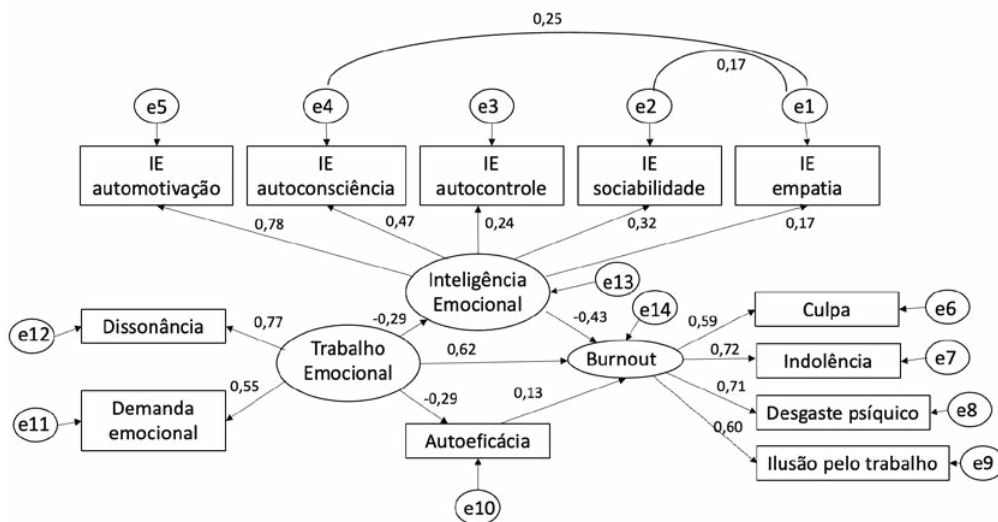 0,25
0,17
e5
e4
e3
e2
e1
IE
automotivação
IE
autoconsciência
IE
autocontrole
IE
sociabilidade
IE
empatia
0,78
0,47
0,24
0,32
0,17
Inteligência
Emocional
e13
e12
Dissonância
0,77
-0,29
-0,43
e14
0,59
Culpa
e6
Trabalho
Emocional
0,62
Burnout
0,72
Indolência
e7
0,55
-0,29
0,13
0,71
e11
Demanda
emocional
Autoeficácia
Desgaste psíquico
e8
0,60
Ilusão pelo trabalho
e9
e10